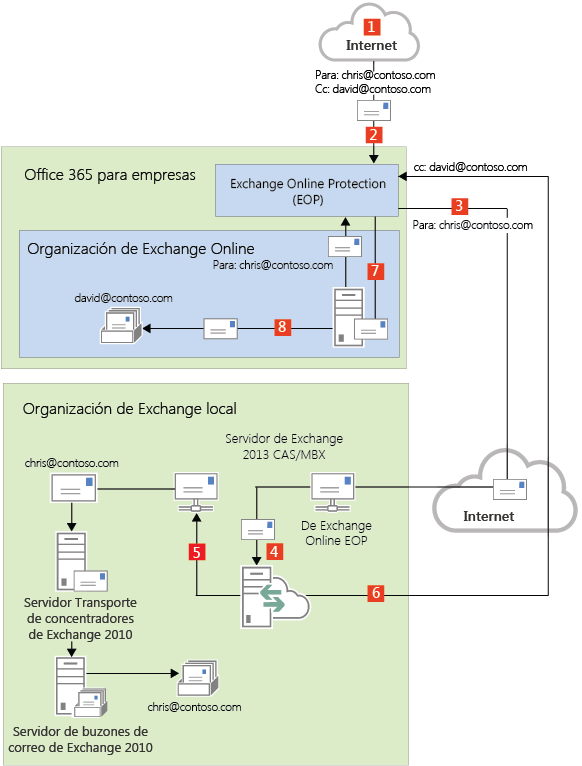 1
Internet
Para: chris@contoso.com
Cc: david@contoso.com
2
Office 365 para empresas
Exchange Online Protection
(EOP)
cc: david@contoso.com
3
Para: chris@contoso.com
Organización de Exchange Online
Para: chris@contoso.com
7
david@contoso.com
8
Organización de Exchange local
Servidor de Exchange
2013 CAS/MBX
chris@contoso.com
De Exchange
Online EOP
Internet
5
4
6
Servidor Transporte
de concentradores
de Exchange 2010
chris@contoso.com
Servidor de buzones de
correo de Exchange 2010